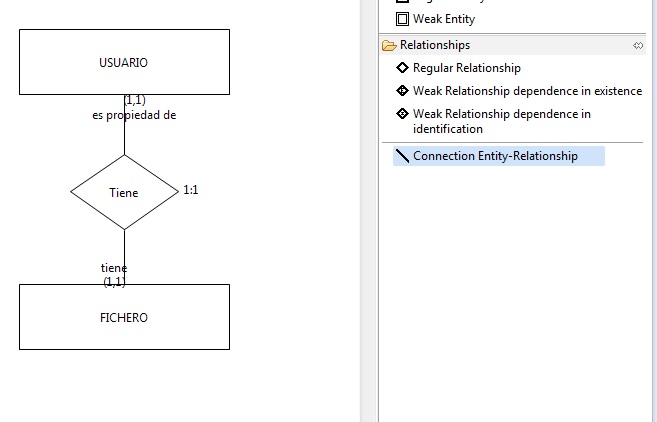 USUARIO
(1,1)
es propiedad de
Tiene
1:1
tiene
(1,1)
FICHERO
Weak Entity
Relationships
Regular Relationship
Weak Relationship dependence in existence
Weak Relationship dependence in
identification
Connection Entity-Relationship